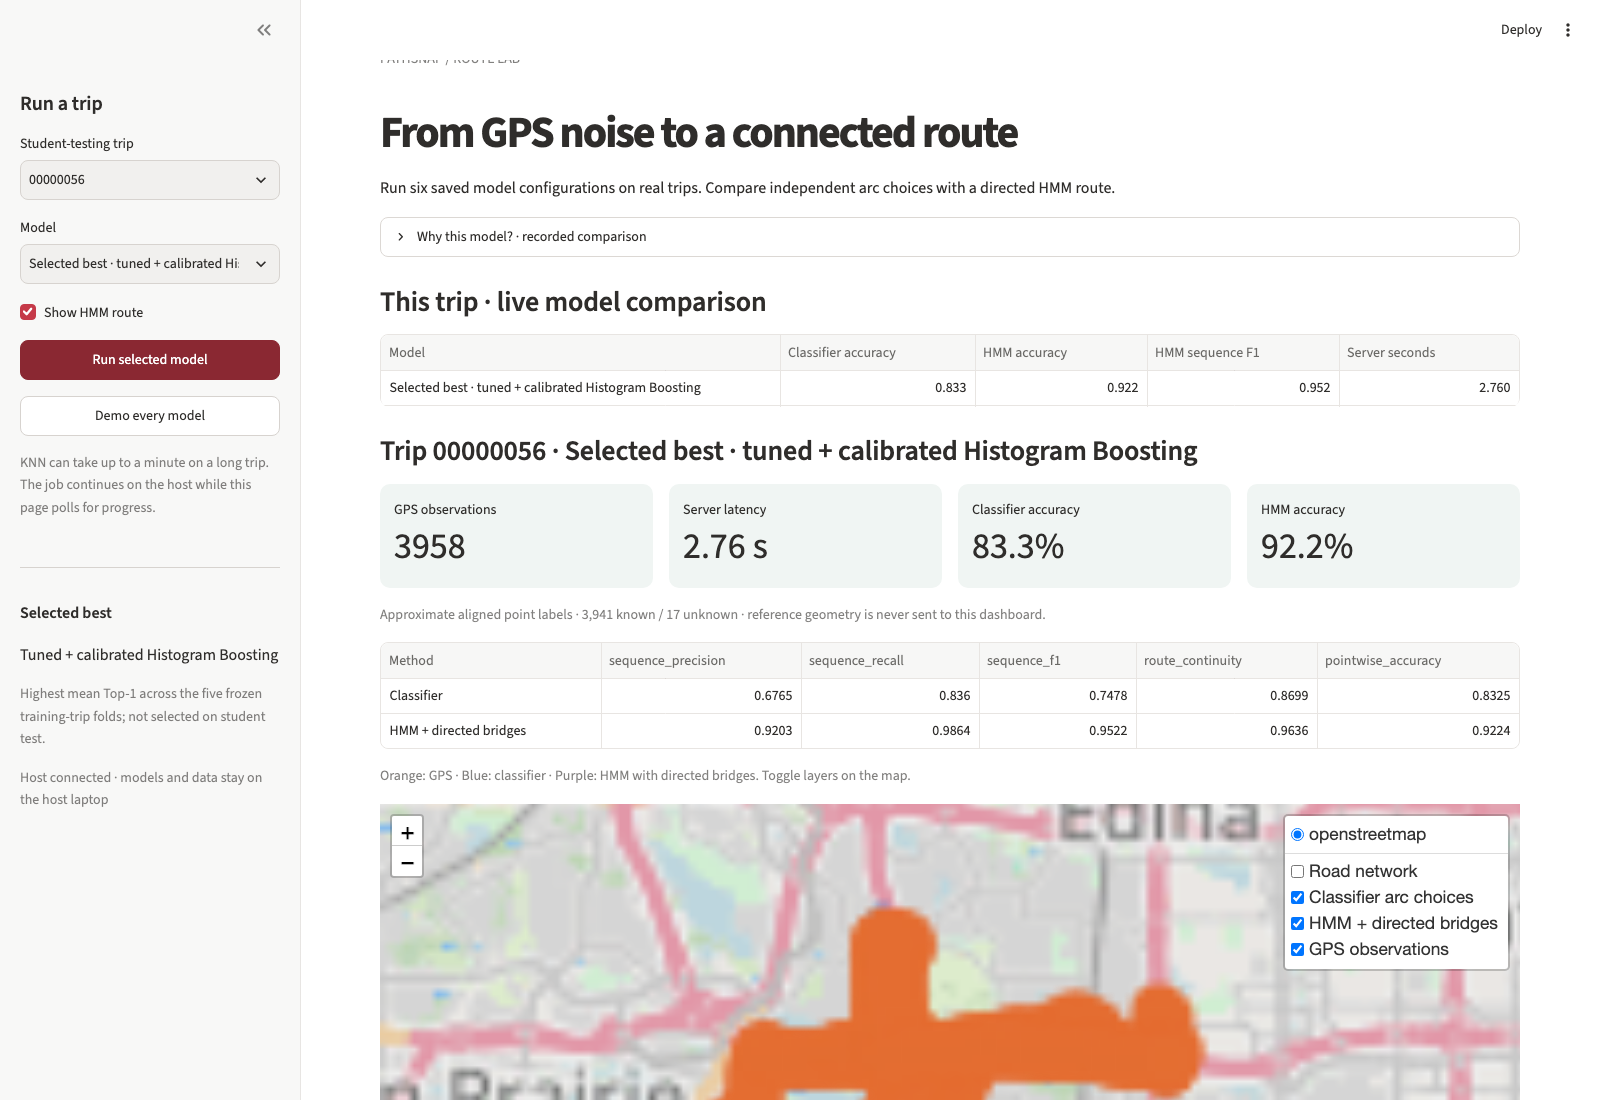 Deploy
Run a trip
Student-testing trip
00000056
Model
Selected best · tuned + calibrated Hi
Show HMM route
Run selected model
Demo every model
KNN can take up to a minute on a long trip.
The job continues on the host while this
page polls for progress.
Selected best
Tuned + calibrated Histogram Boosting
Highest mean Top-1 across the five frozen
training-trip folds; not selected on student
test.
Host connected · models and data stay on
the host laptop
PATHSNAP / ROUTE LAB
From GPS noise to a connected route
Run six saved model configurations on real trips. Compare independent arc choices with a directed HMM route.
Why this model? · recorded comparison
This trip · live model comparison
Model Classifier accuracy HMM accuracy HMM sequence F1 Server seconds
Selected best · tuned + calibrated Histogram Boosting 0.833 0.922 0.952 2.760
Trip 00000056 · Selected best · tuned + calibrated Histogram Boosting
GPS observations Server latency Classifier accuracy HMM accuracy
3958 2.76 s 83.3% 92.2%
Approximate aligned point labels · 3,941 known / 17 unknown · reference geometry is never sent to this dashboard.
Method sequence_precision sequence_recall sequence_f1 route_continuity pointwise_accuracy
Classifier 0.6765 0.836 0.7478 0.8699 0.8325
HMM + directed bridges 0.9203 0.9864 0.9522 0.9636 0.9224
Orange: GPS · Blue: classifier · Purple: HMM with directed bridges. Toggle layers on the map.
+
−
Edina
openstreetmap
Road network
Classifier arc choices
HMM + directed bridges
GPS observations
n Prairie